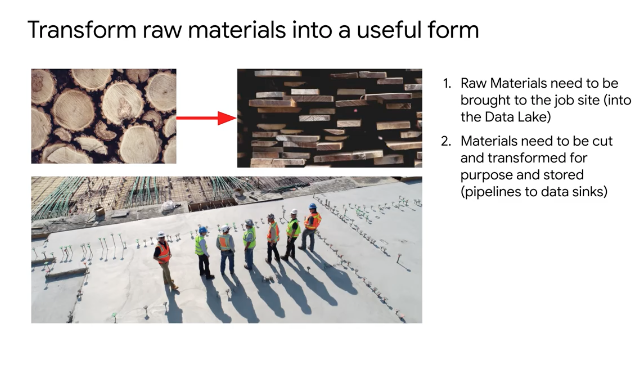 Transform raw materials into a useful form
1. Raw Materials need to be
brought to the job site (into
the Data Lake)
2. Materials need to be cut
and transformed for
purpose and stored
(pipelines to data sinks)